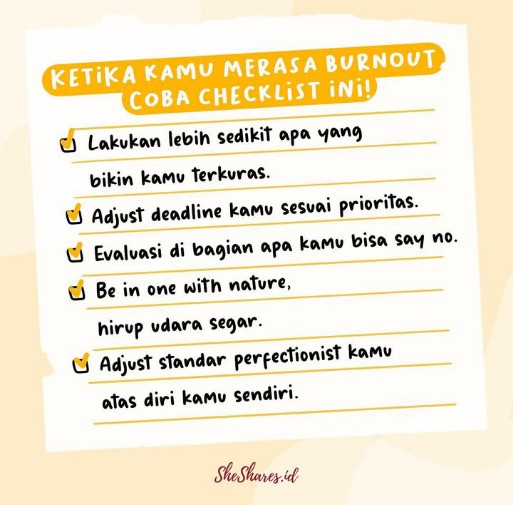 KETIKA KAMU MERASA BURNOUT
COBA CHECKLIST INI!
Lakukan lebih sedikit apa yang
bikin kamu terkuras.
Adjust deadline kamu sesuai prioritas.
Evaluasi di bagian apa kamu bisa say no.
Be in one with nature,
hirup udara segar.
Adjust standar perfectionist kamu
atas diri kamu sendiri.
SheShares.id